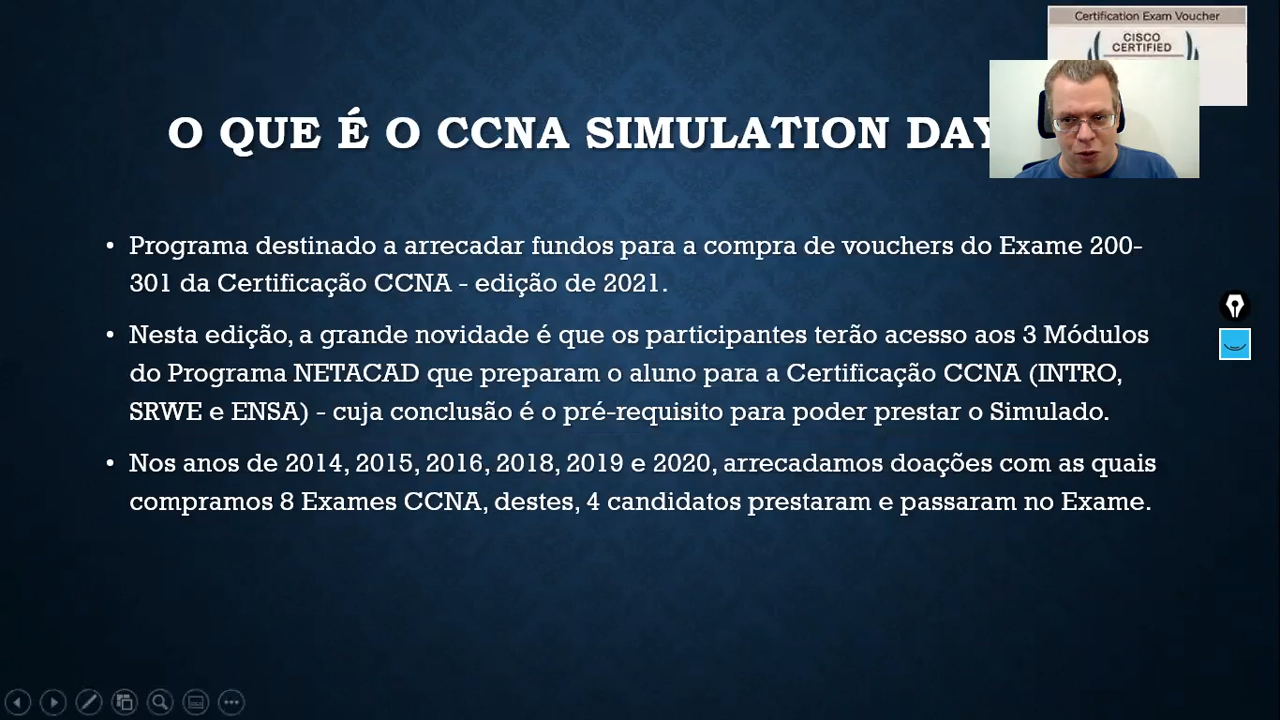 Certification Exam Voucher
CISCO
CERTIFIED
O QUE É O CCNA SIMULATION DAY
• Programa destinado a arrecadar fundos para a compra de vouchers do Exame 200-
301 da Certificação CCNA - edição de 2021.
• Nesta edição, a grande novidade é que os participantes terão acesso aos 3 Módulos
do Programa NETACAD que preparam o aluno para a Certificação CCNA (INTRO,
SRWE e ENSA) - cuja conclusão é o pré-requisito para poder prestar o Simulado.
• Nos anos de 2014, 2015, 2016, 2018, 2019 e 2020, arrecadamos doações com as quais
compramos 8 Exames CCNA, destes, 4 candidatos prestaram e passaram no Exame.